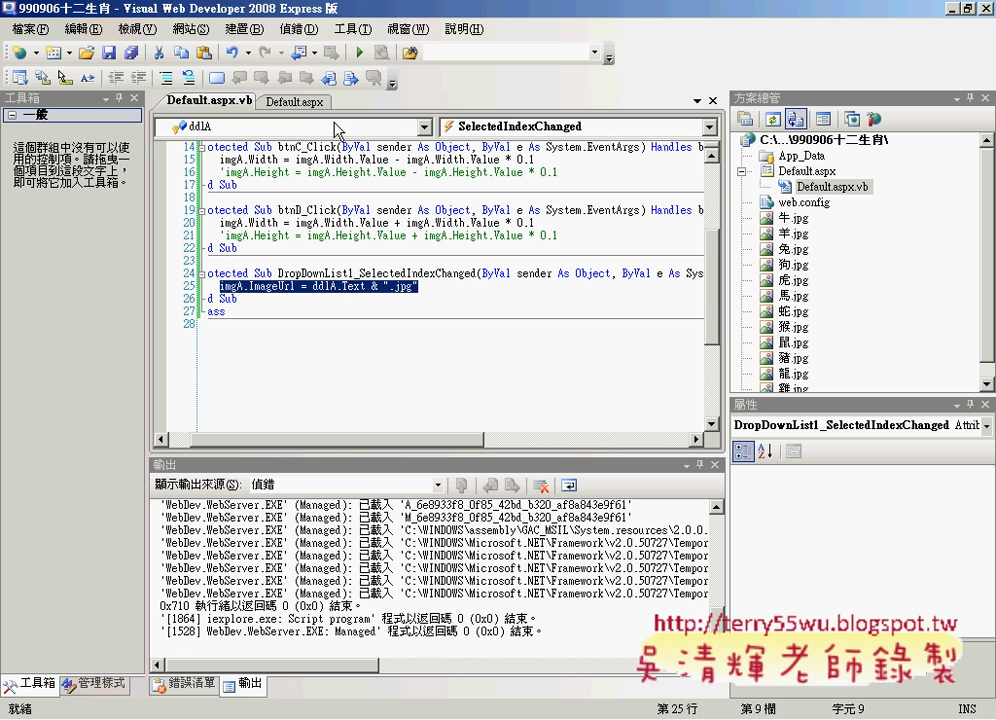 990906十二生肖 - Visual Web Developer 2008 Express 版
檔案(F) 編輯(E) 檢視(V) 網站(S) 建置(B) 偵錯(D) 工具(T) 視窗(W) 說明(H)
工具箱
一般
這個群組中沒有可以使
用的控制項。請拖曳一
個項目到這段文字上，
即可將它加入工具箱。
Default.aspx.vb Default.aspx
ddlA SelectedIndexChanged
14 otected Sub btnC_Click(ByVal sender As Object, ByVal e As System.EventArgs) Handles b
15 imgA.Width = imgA.Width.Value - imgA.Width.Value * 0.1
16 'imgA.Height = imgA.Height.Value - imgA.Height.Value * 0.1
17 d Sub
18
19 otected Sub btnD_Click(ByVal sender As Object, ByVal e As System.EventArgs) Handles b
20 imgA.Width = imgA.Width.Value + imgA.Width.Value * 0.1
21 'imgA.Height = imgA.Height.Value + imgA.Height.Value * 0.1
22 d Sub
23
24 otected Sub DropDownList1_SelectedIndexChanged(ByVal sender As Object, ByVal e As Sys
25 imgA.ImageUrl = ddlA.Text & ".jpg"
26 d Sub
27 ass
28
輸出
顯示輸出來源(S): 偵錯
'WebDev.WebServer.EXE' (Managed): 已載入 'A_6e8933f8_0f85_42bd_b320_af8a843e9f61'
'WebDev.WebServer.EXE' (Managed): 已載入 'M_6e8933f8_0f85_42bd_b320_af8a843e9f61'
'WebDev.WebServer.EXE' (Managed): 已載入 'C:\WINDOWS\assembly\GAC_MSIL\System.resources\2.0.0.
'WebDev.WebServer.EXE' (Managed): 已載入 'C:\WINDOWS\Microsoft.NET\Framework\v2.0.50727\Tempor
'WebDev.WebServer.EXE' (Managed): 已載入 'C:\WINDOWS\Microsoft.NET\Framework\v2.0.50727\Tempor
'WebDev.WebServer.EXE' (Managed): 已載入 'C:\WINDOWS\Microsoft.NET\Framework\v2.0.50727\Tempor
'WebDev.WebServer.EXE' (Managed): 已載入 'C:\WINDOWS\Microsoft.NET\Framework\v2.0.50727\Tempor
'WebDev.WebServer.EXE' (Managed): 已載入 'C:\WINDOWS\Microsoft.NET\Framework\v2.0.50727\Tempor
0x710 執行緒以返回碼 0 (0x0) 結束。
'[1864] iexplore.exe: Script program' 程式以返回碼 0 (0x0) 結束。
'[1528] WebDev.WebServer.EXE: Managed' 程式以返回碼 0 (0x0) 結束。
方案總管
C:\...\990906十二生肖\
App_Data
Default.aspx
Default.aspx.vb
web.config
牛.jpg
羊.jpg
兔.jpg
狗.jpg
虎.jpg
馬.jpg
蛇.jpg
猴.jpg
鼠.jpg
豬.jpg
龍.jpg
雞.jpg
屬性
DropDownList1_SelectedIndexChanged Attrib
http://terry55wu.blogspot.tw
吳清輝老師錄製
工具箱 管理樣式 錯誤清單 輸出
就緒 第 25 行 第 9 欄 字元 9 INS